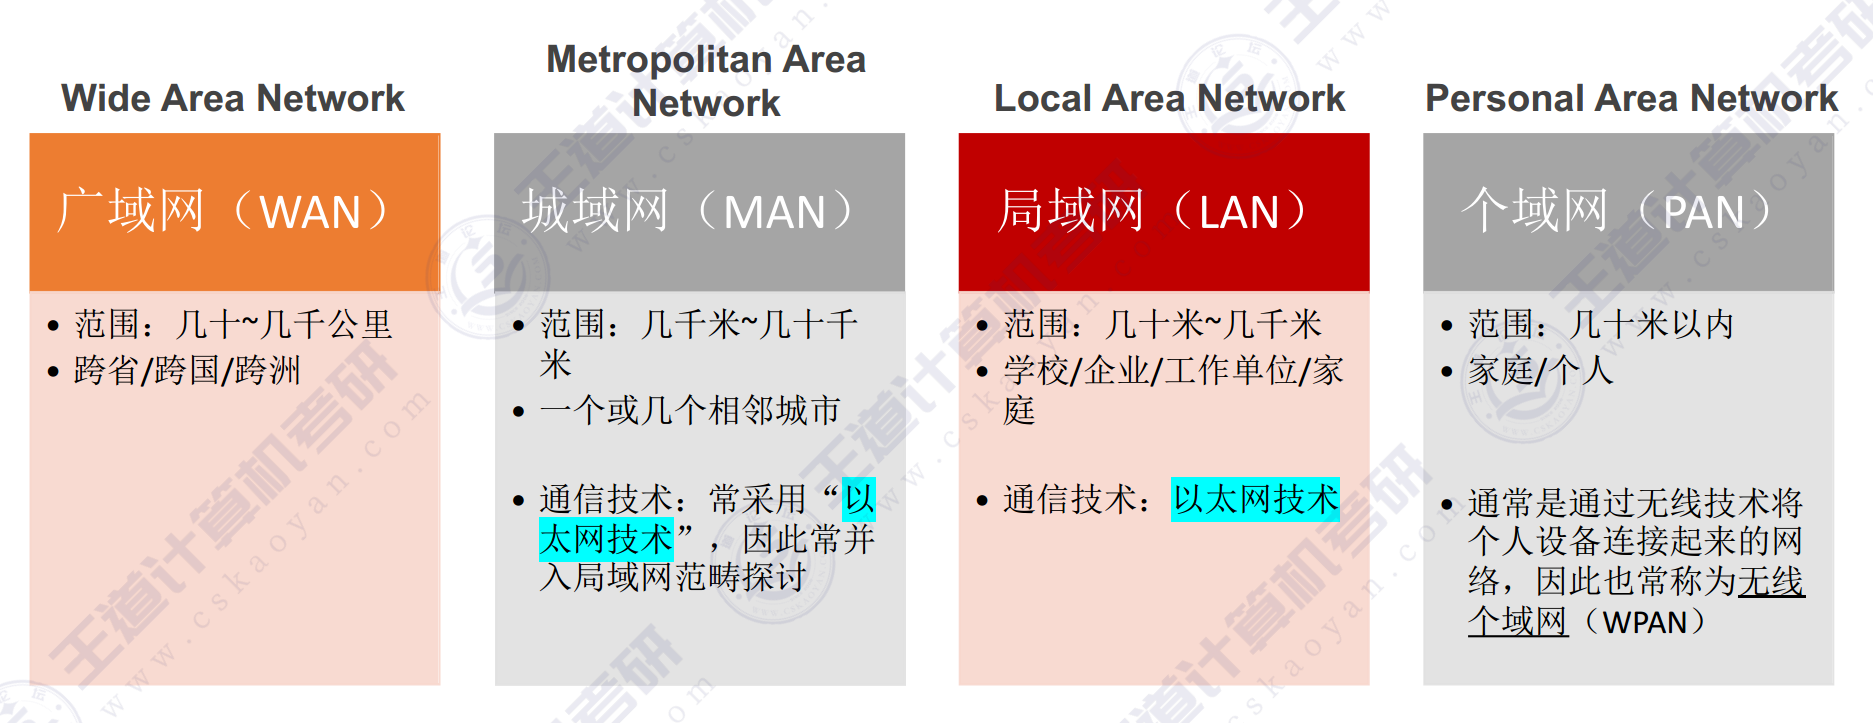 Wide Area Network
广域网（WAN）
• 范围：几十~几千公里
• 跨省/跨国/跨洲
Metropolitan Area
Network
城域网（MAN）
• 范围：几千米~几十千
米
• 一个或几个相邻城市
• 通信技术：常采用“以
太网技术”，因此常并
入局域网范畴探讨
Local Area Network
局域网（LAN）
• 范围：几十米~几千米
• 学校/企业/工作单位/家
庭
• 通信技术：以太网技术
Personal Area Network
个域网（PAN）
• 范围：几十米以内
• 家庭/个人
• 通常是通过无线技术将
个人设备连接起来的网
络，因此也常称为无线
个域网（WPAN）
王道计算机考研
www.cskaoyan.com